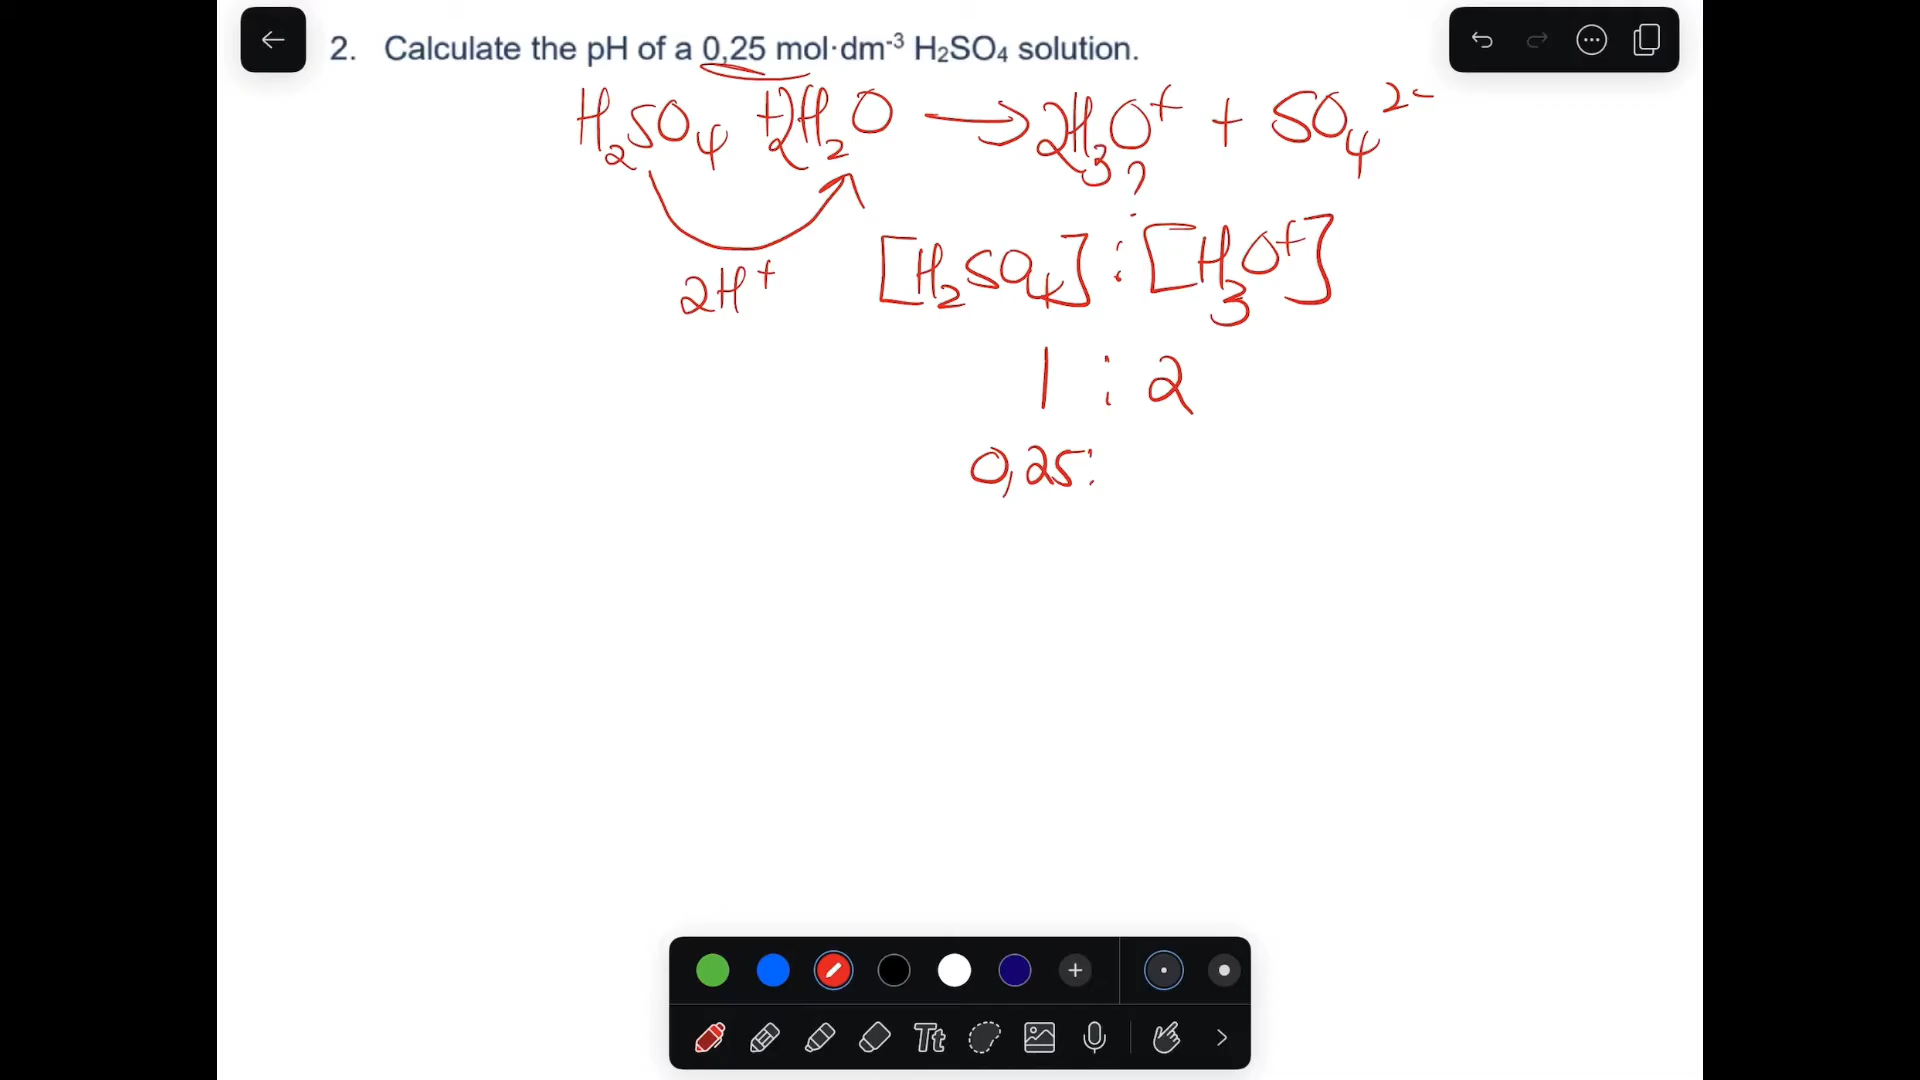 2. Calculate the pH of a 0,25 mol·dm⁻³ H₂SO₄ solution.
H₂SO₄ + 2H₂O → 2H₃O⁺ + SO₄²⁻
?
2H⁺
[H₂SO₄] : [H₃O⁺]
1 : 2
0,25 :
Tt